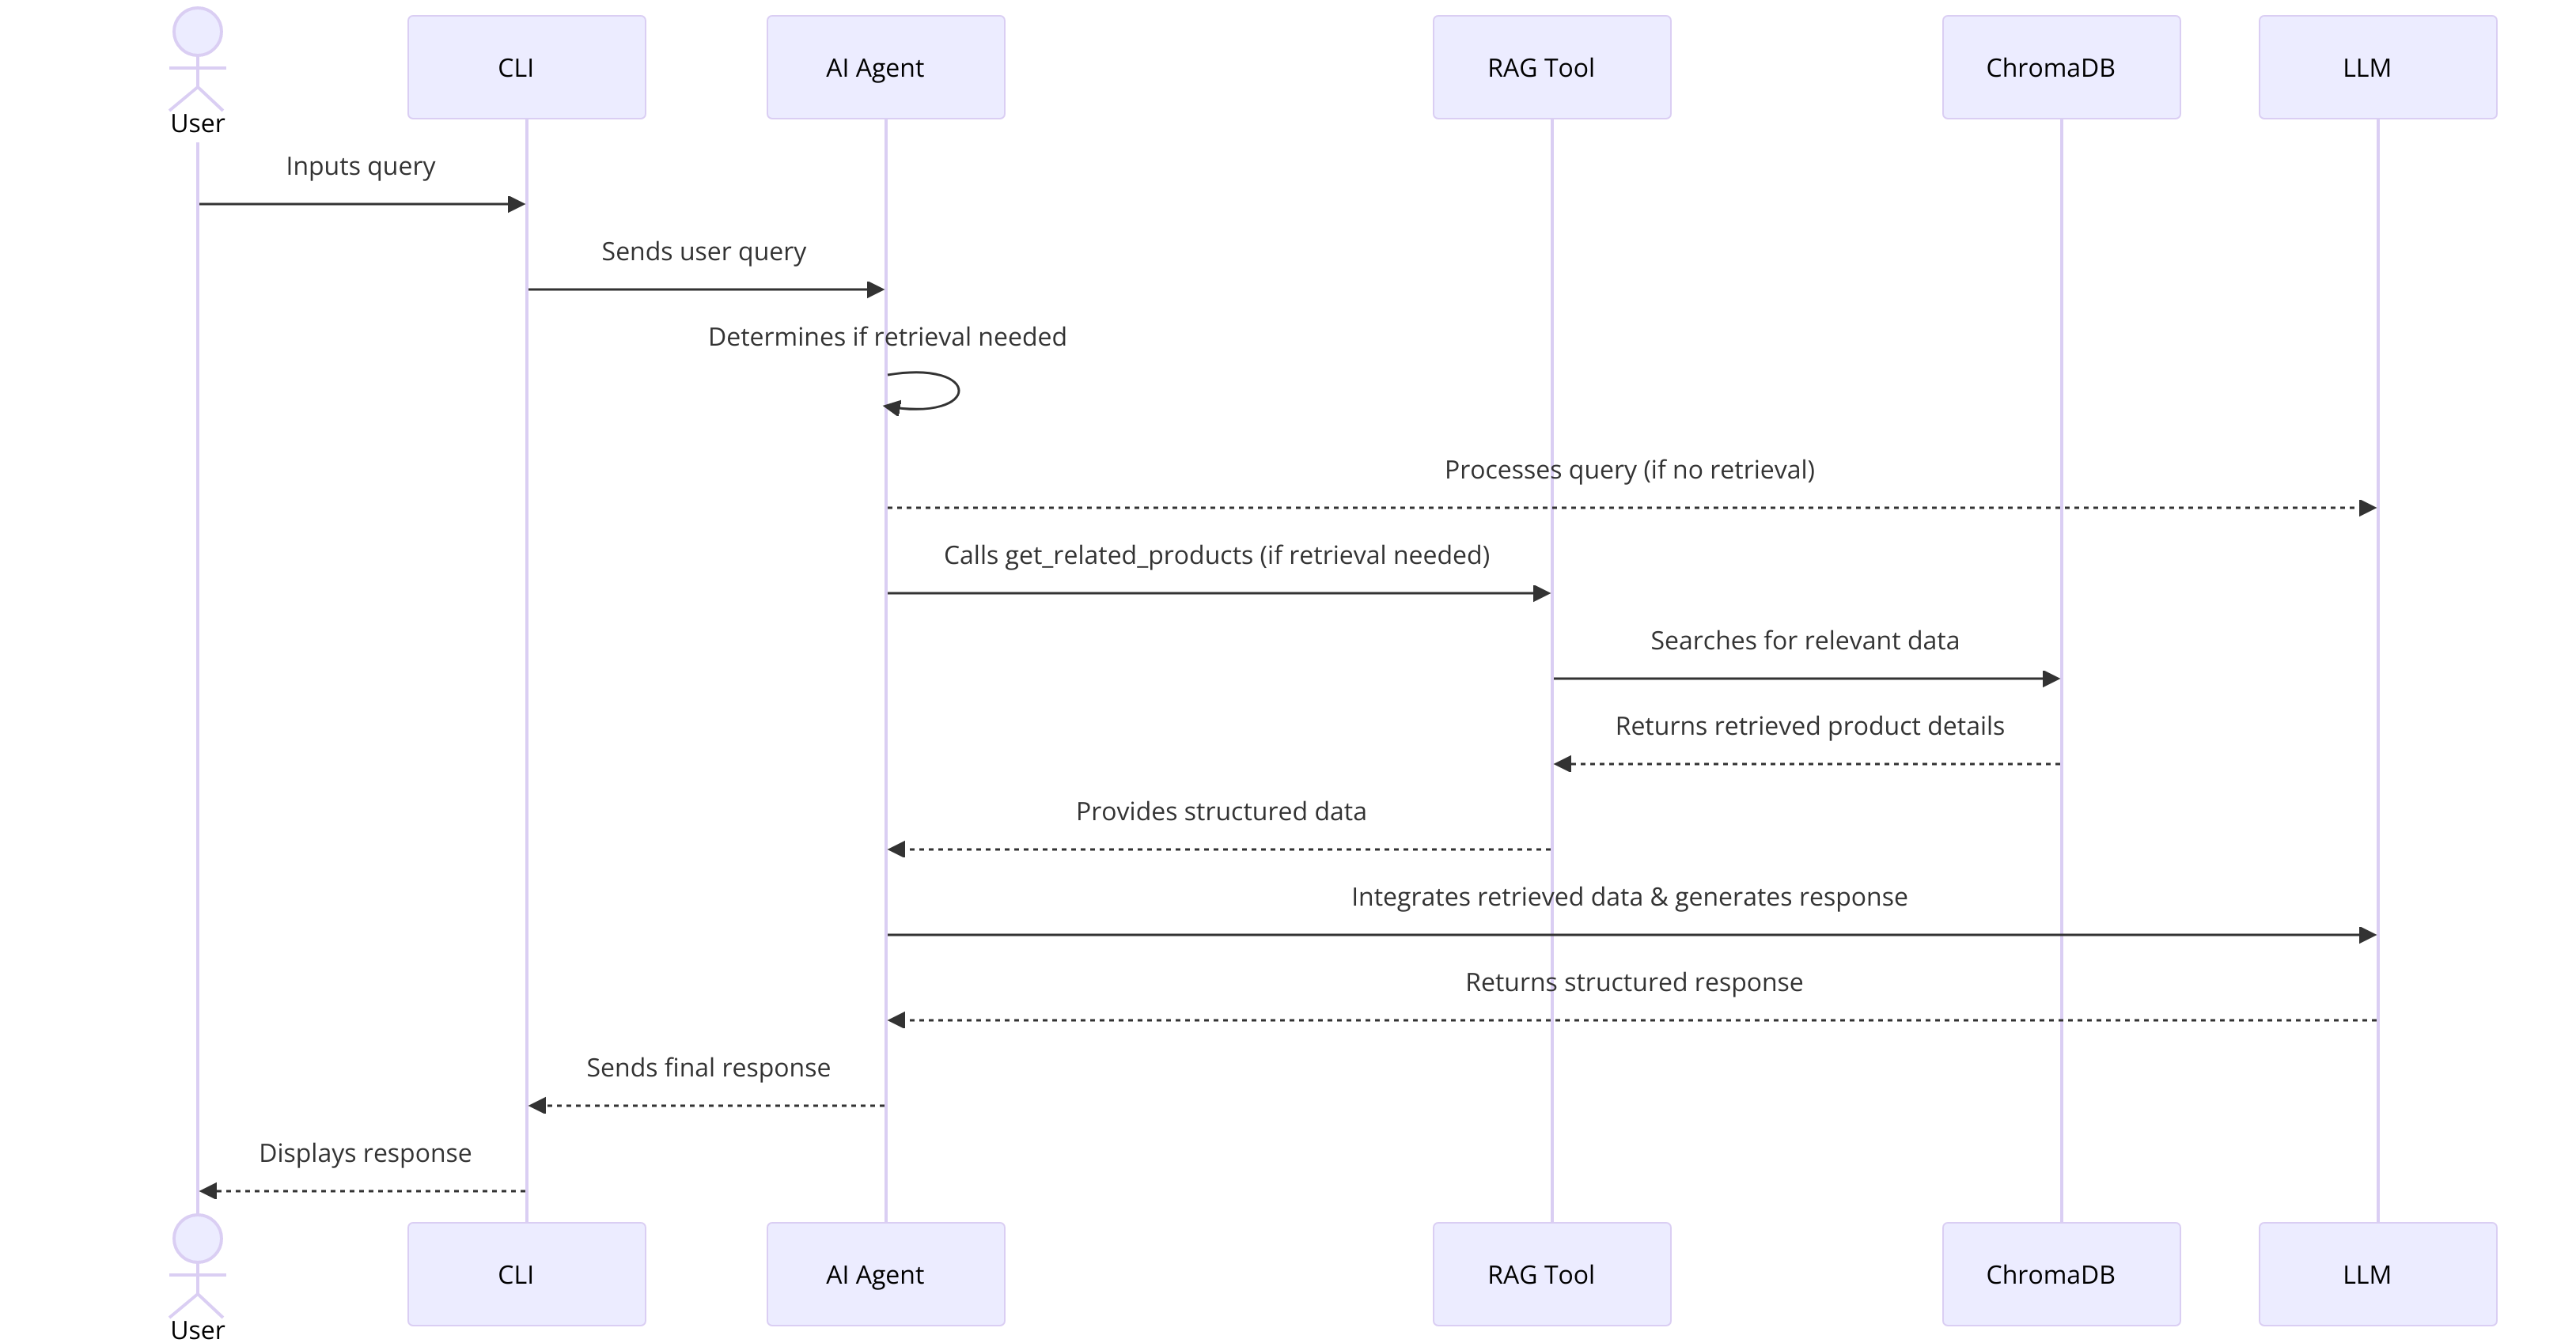 User
CLI
AI Agent
RAG Tool
ChromaDB
LLM
Inputs query
Sends user query
Determines if retrieval needed
Processes query (if no retrieval)
Calls get_related_products (if retrieval needed)
Searches for relevant data
Returns retrieved product details
Provides structured data
Integrates retrieved data & generates response
Returns structured response
Sends final response
Displays response
User
CLI
AI Agent
RAG Tool
ChromaDB
LLM